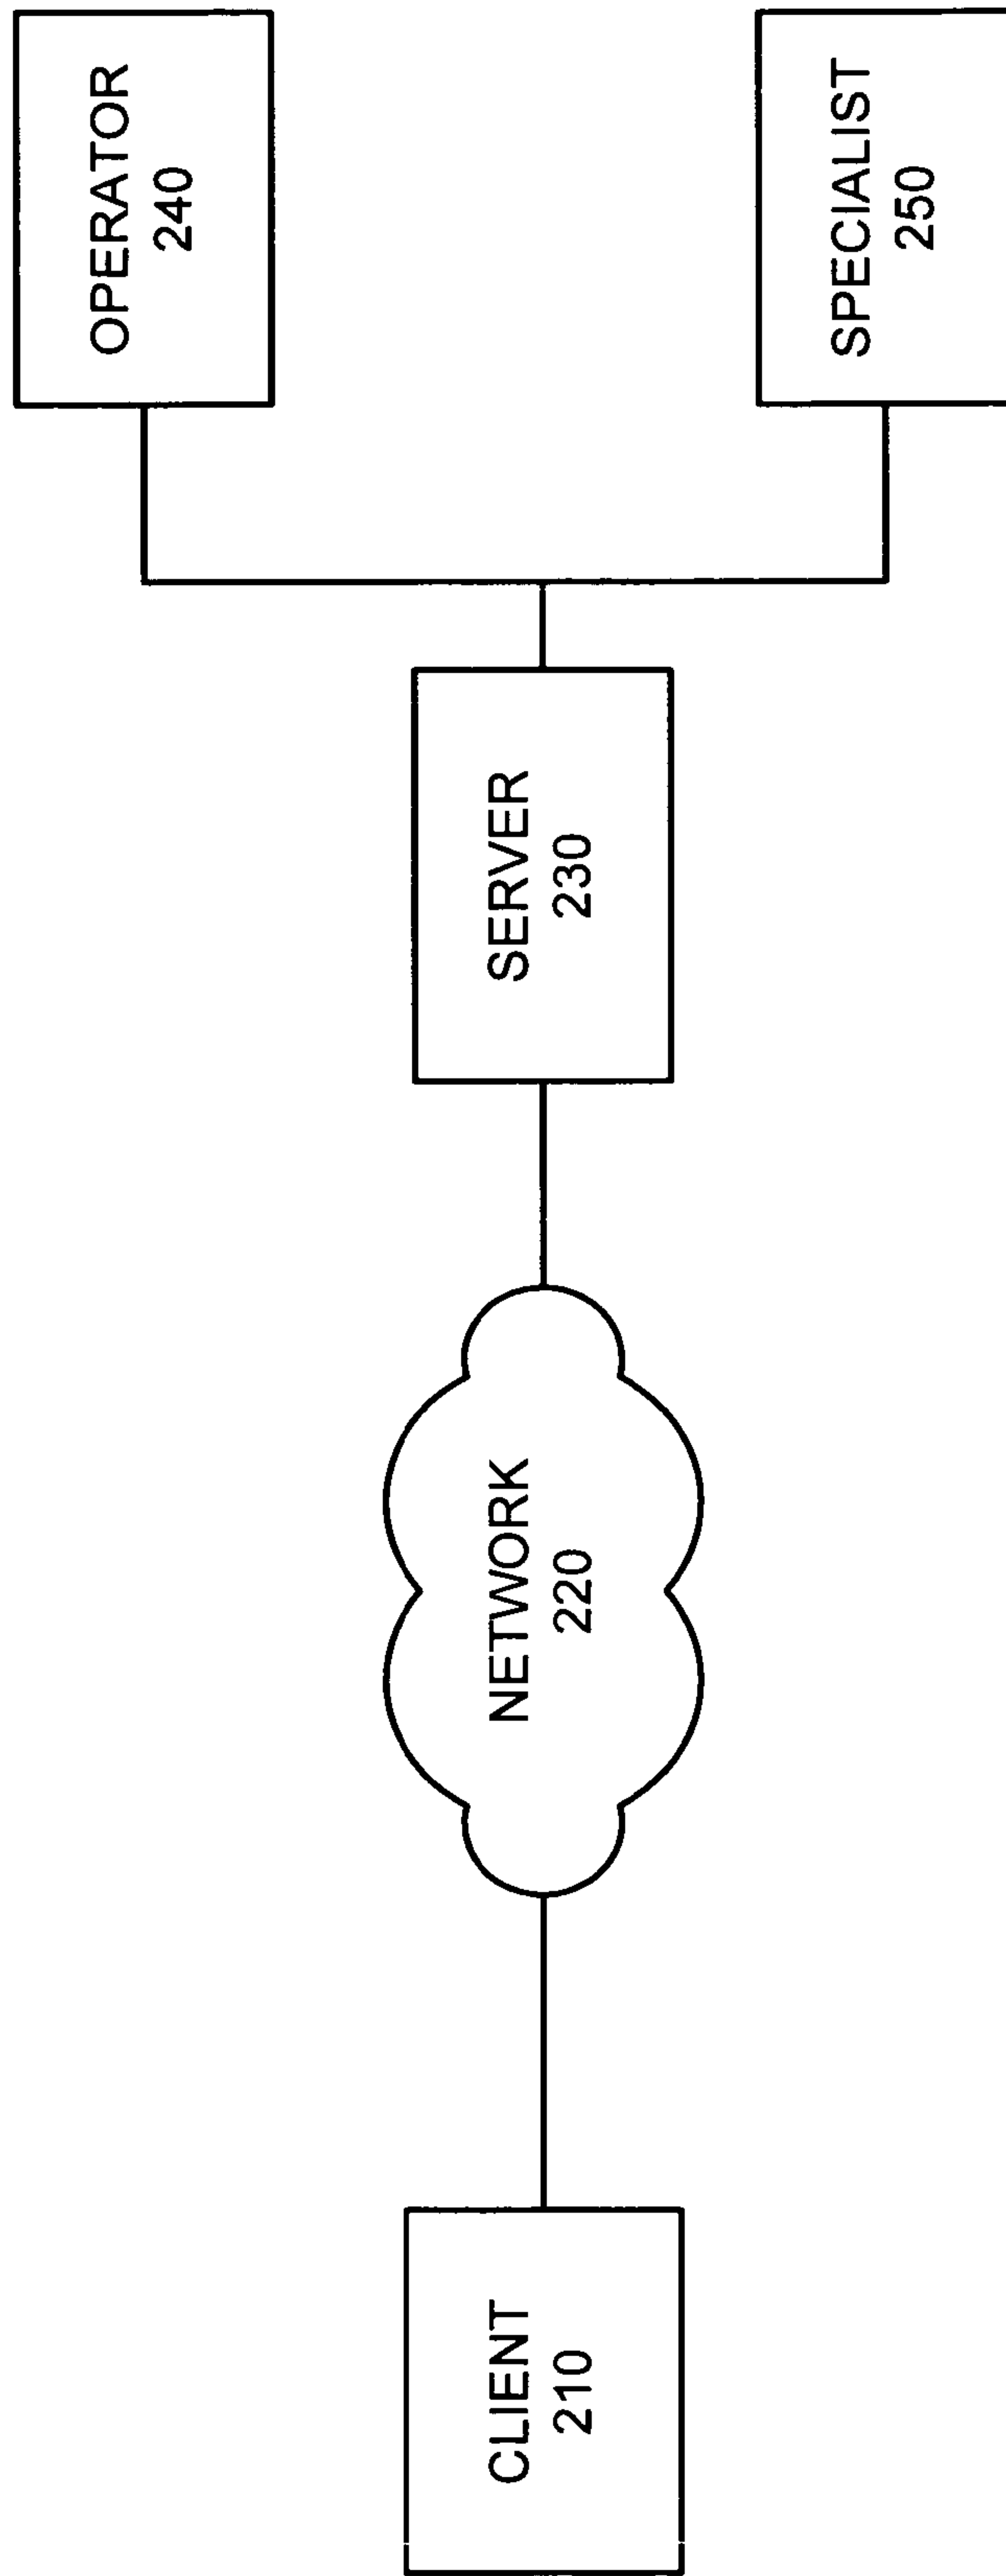 CLIENT
210
NETWORK
220
SERVER
230
OPERATOR
240
SPECIALIST
250